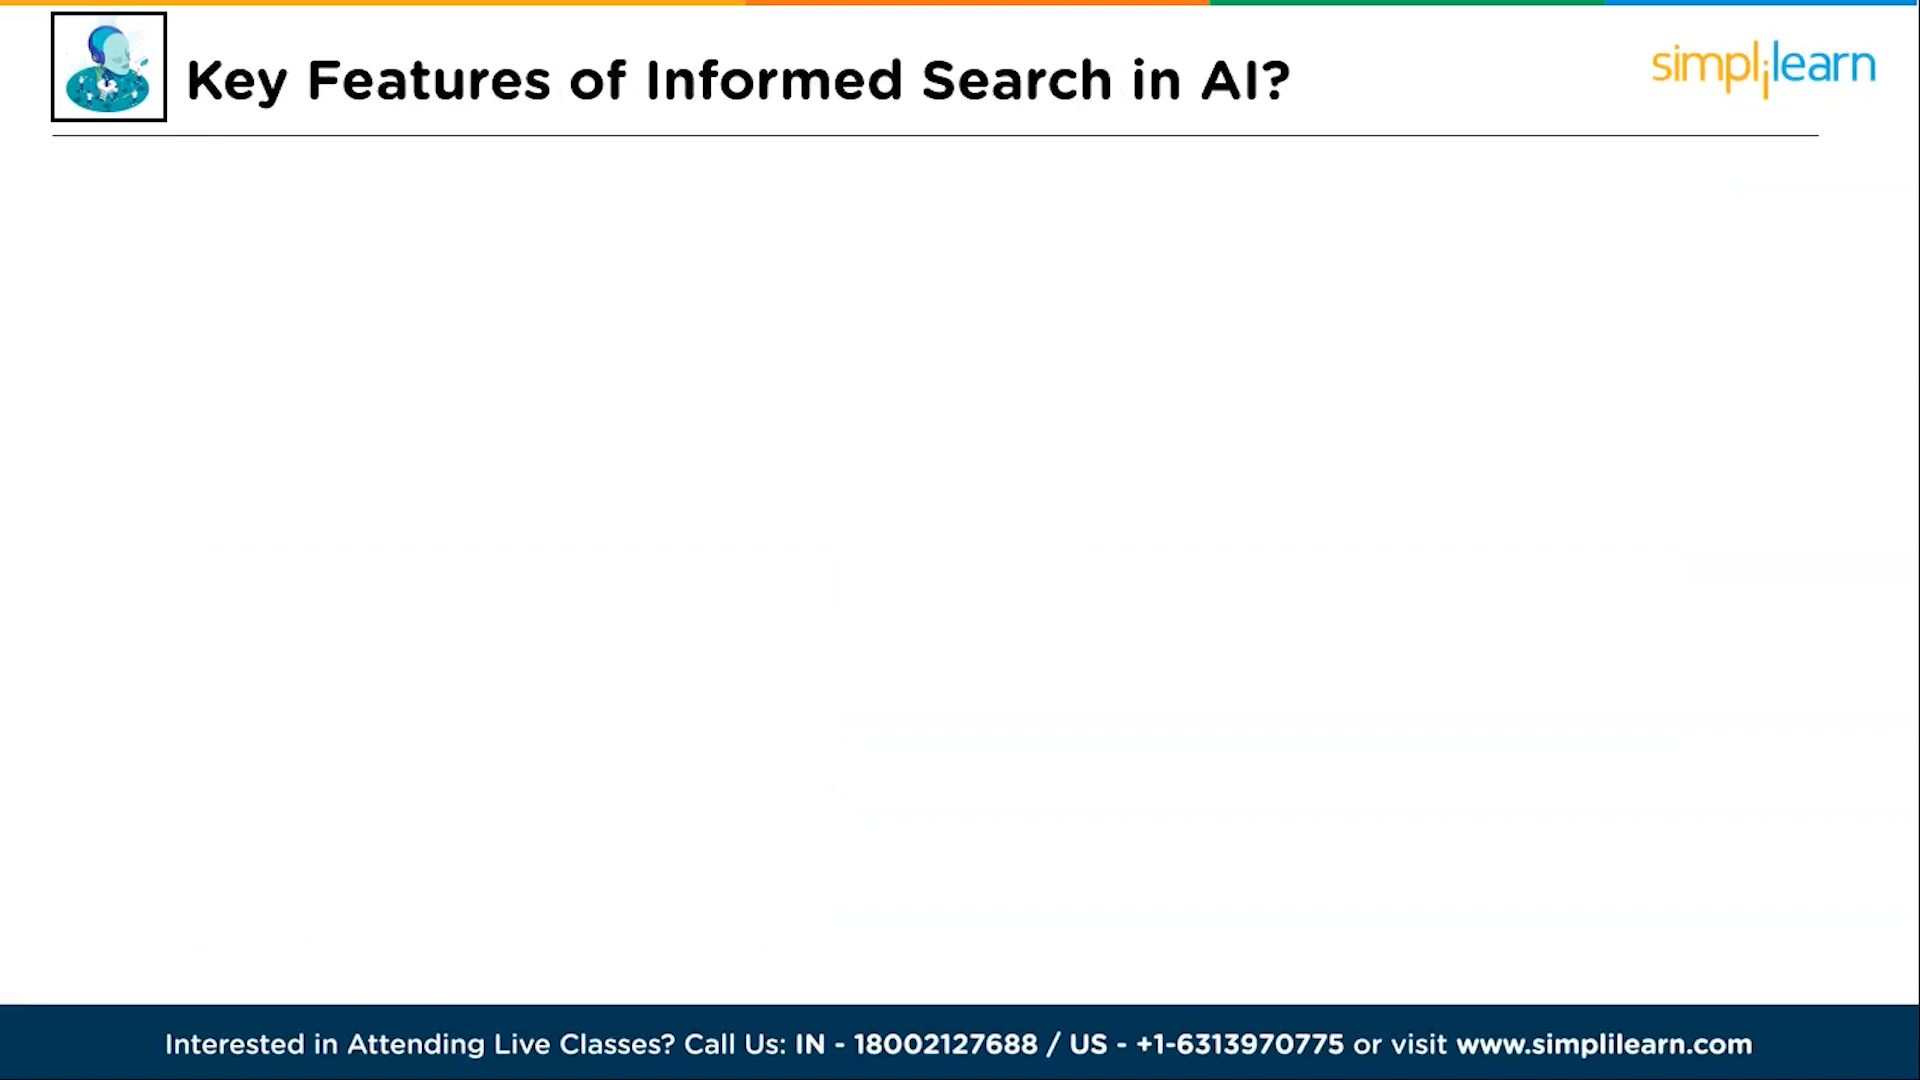 Key Features of Informed Search in AI?
simplilearn
Interested in Attending Live Classes? Call Us: IN - 18002127688 / US - +1-6313970775 or visit www.simplilearn.com